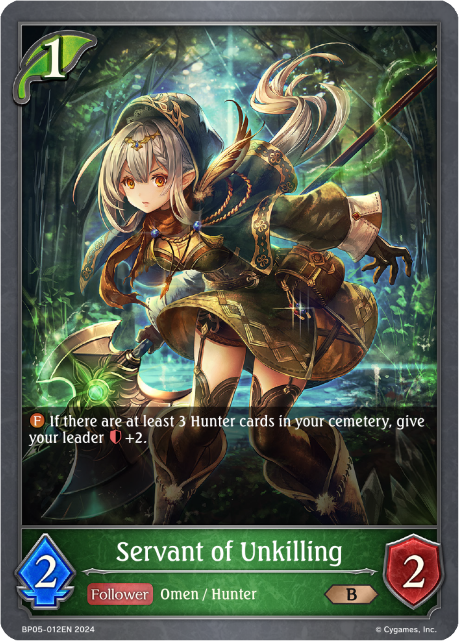 1
F If there are at least 3 Hunter cards in your cemetery, give
your leader +2.
Servant of Unkilling
2
Follower Omen / Hunter B
2
BP05-012EN 2024 © Cygames, Inc.